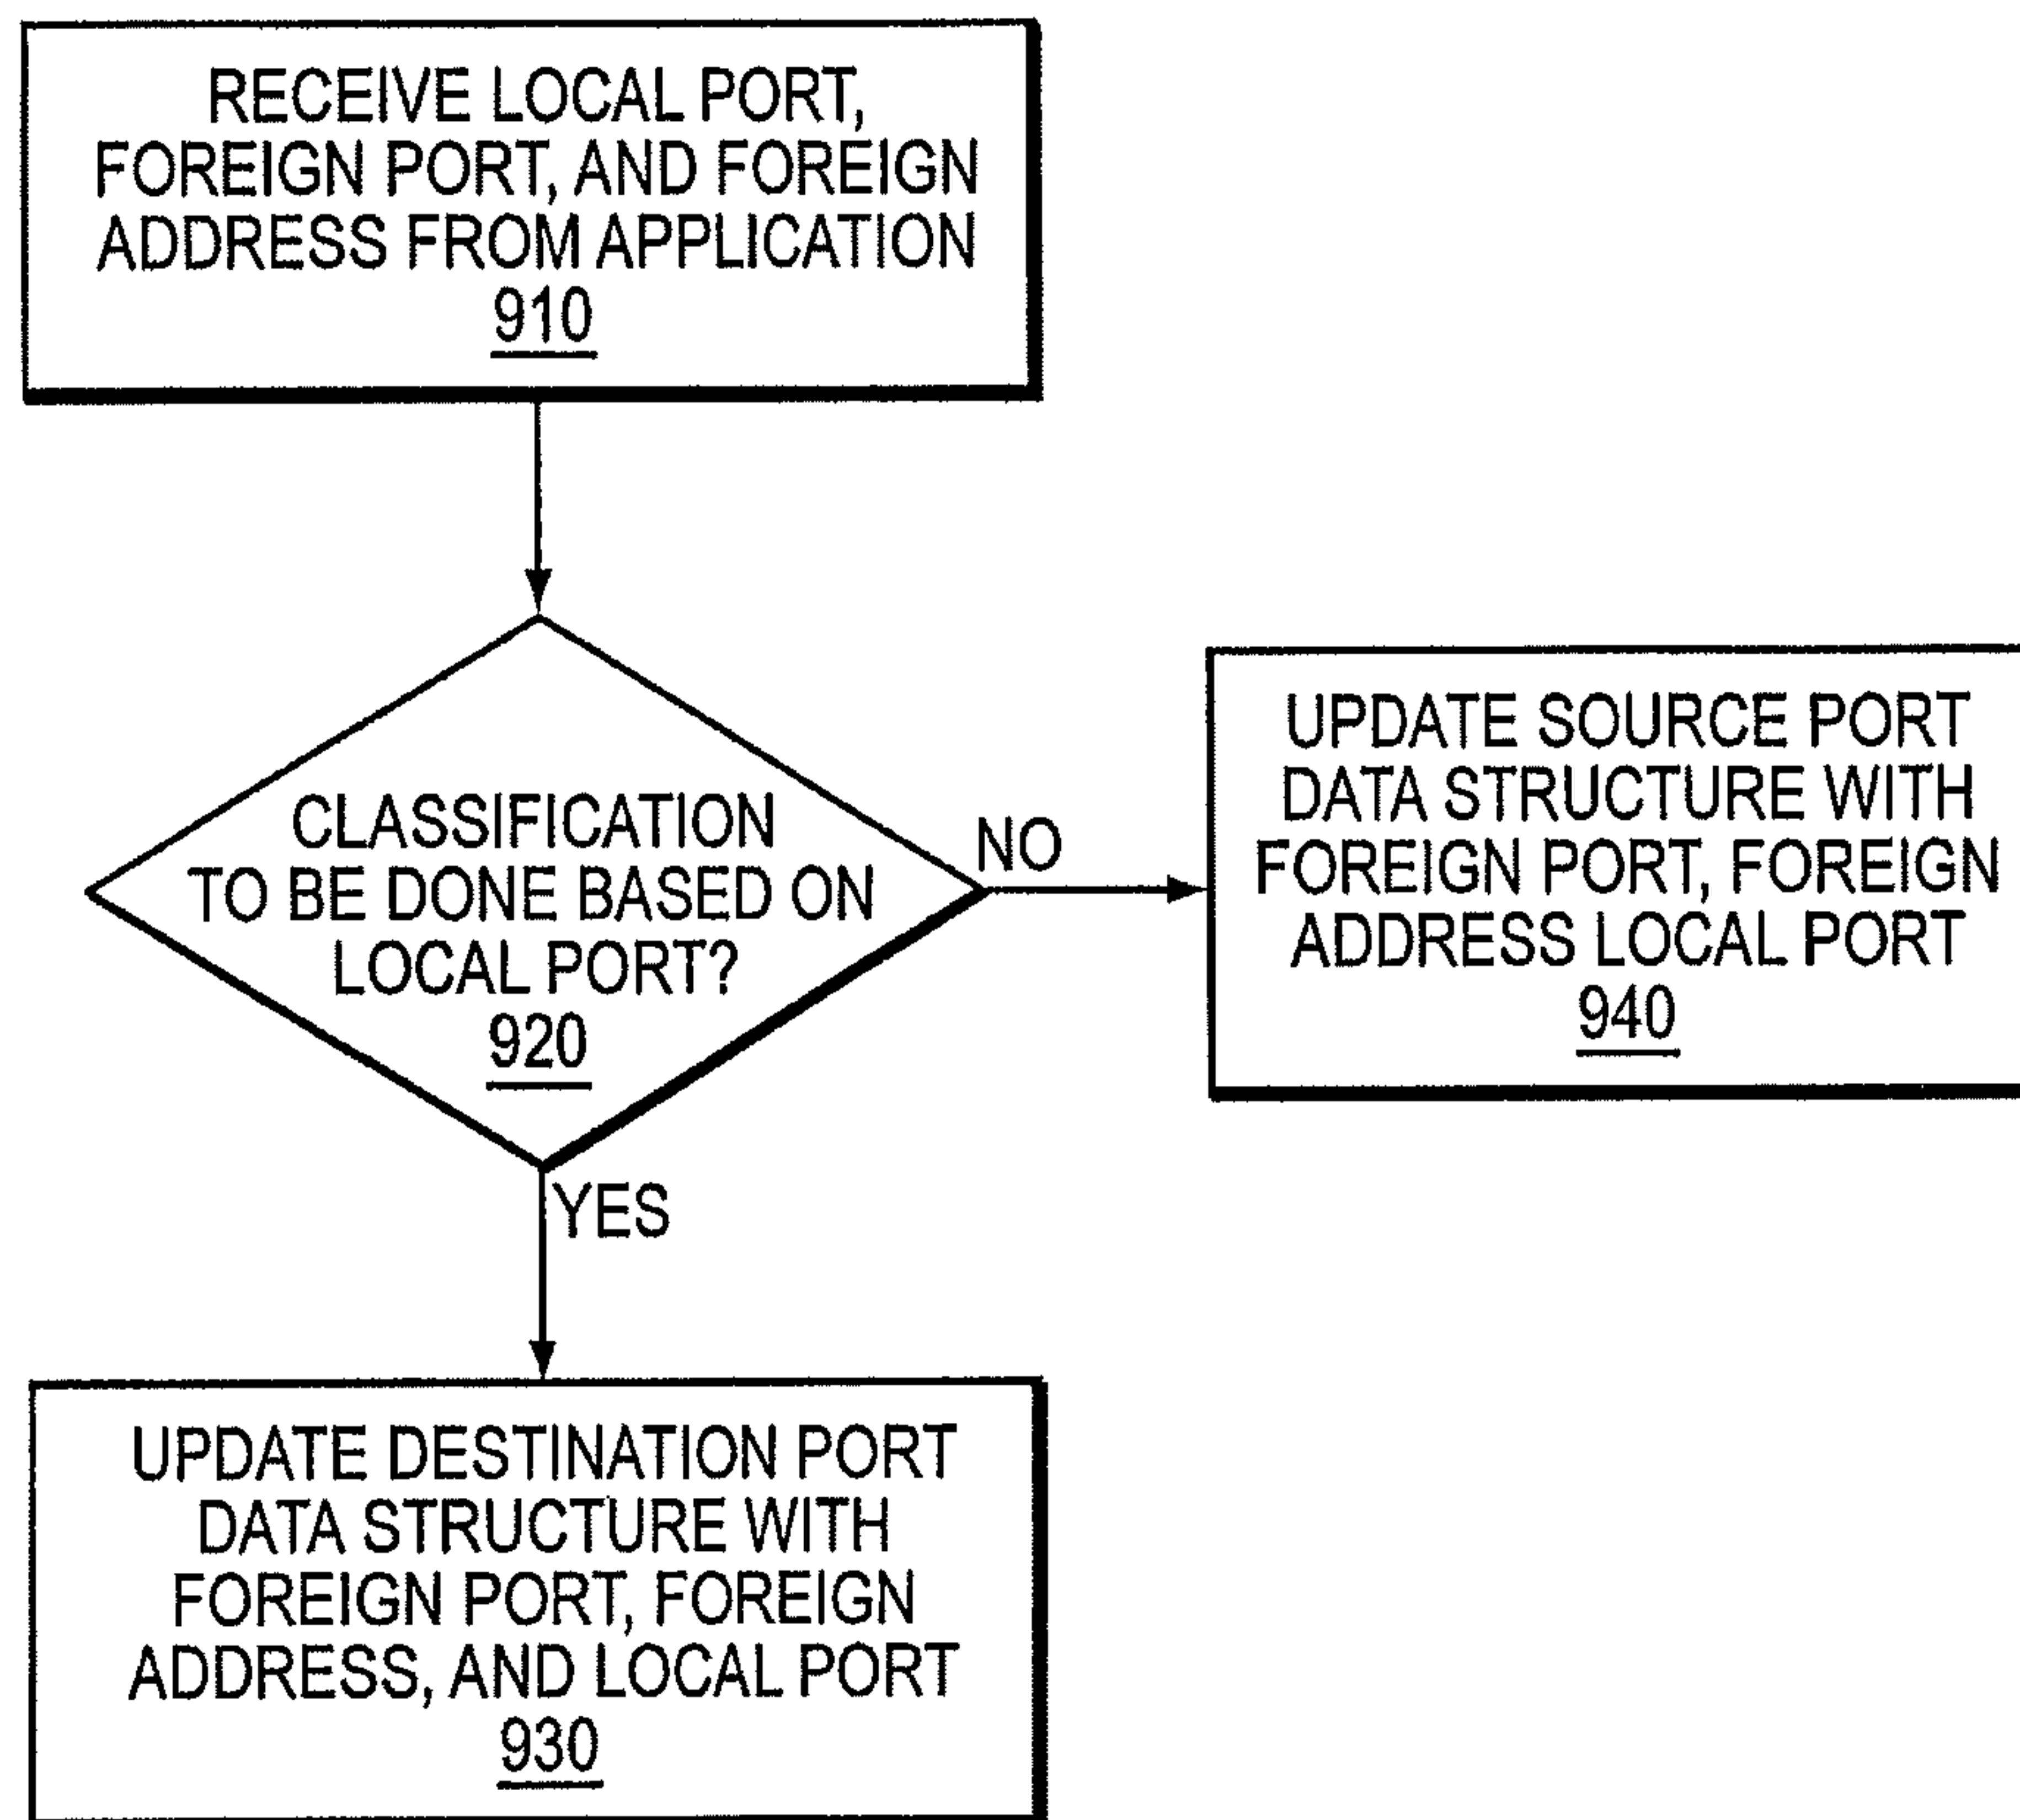 RECEIVE LOCAL PORT,
FOREIGN PORT, AND FOREIGN
ADDRESS FROM APPLICATION
910
CLASSIFICATION
TO BE DONE BASED ON
LOCAL PORT?
920
NO
UPDATE SOURCE PORT
DATA STRUCTURE WITH
FOREIGN PORT, FOREIGN
ADDRESS LOCAL PORT
940
YES
UPDATE DESTINATION PORT
DATA STRUCTURE WITH
FOREIGN PORT, FOREIGN
ADDRESS, AND LOCAL PORT
930